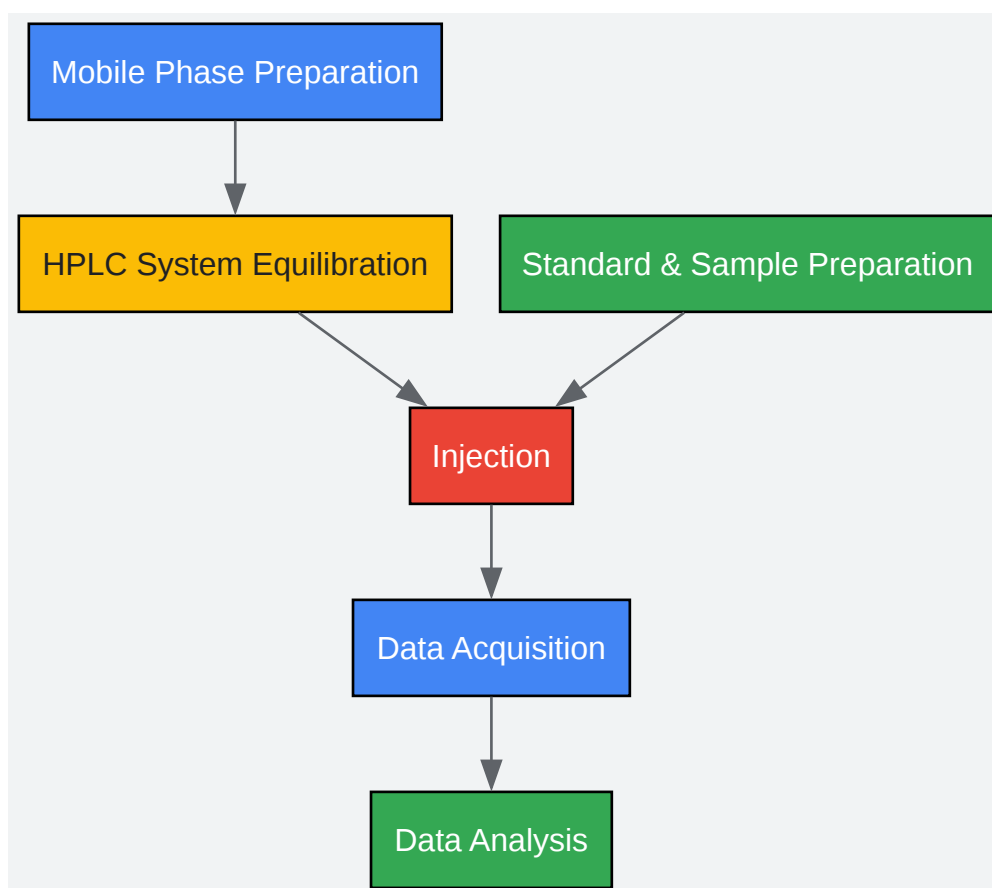 Mobile Phase Preparation
HPLC System Equilibration
Standard & Sample Preparation
Injection
Data Acquisition
Data Analysis